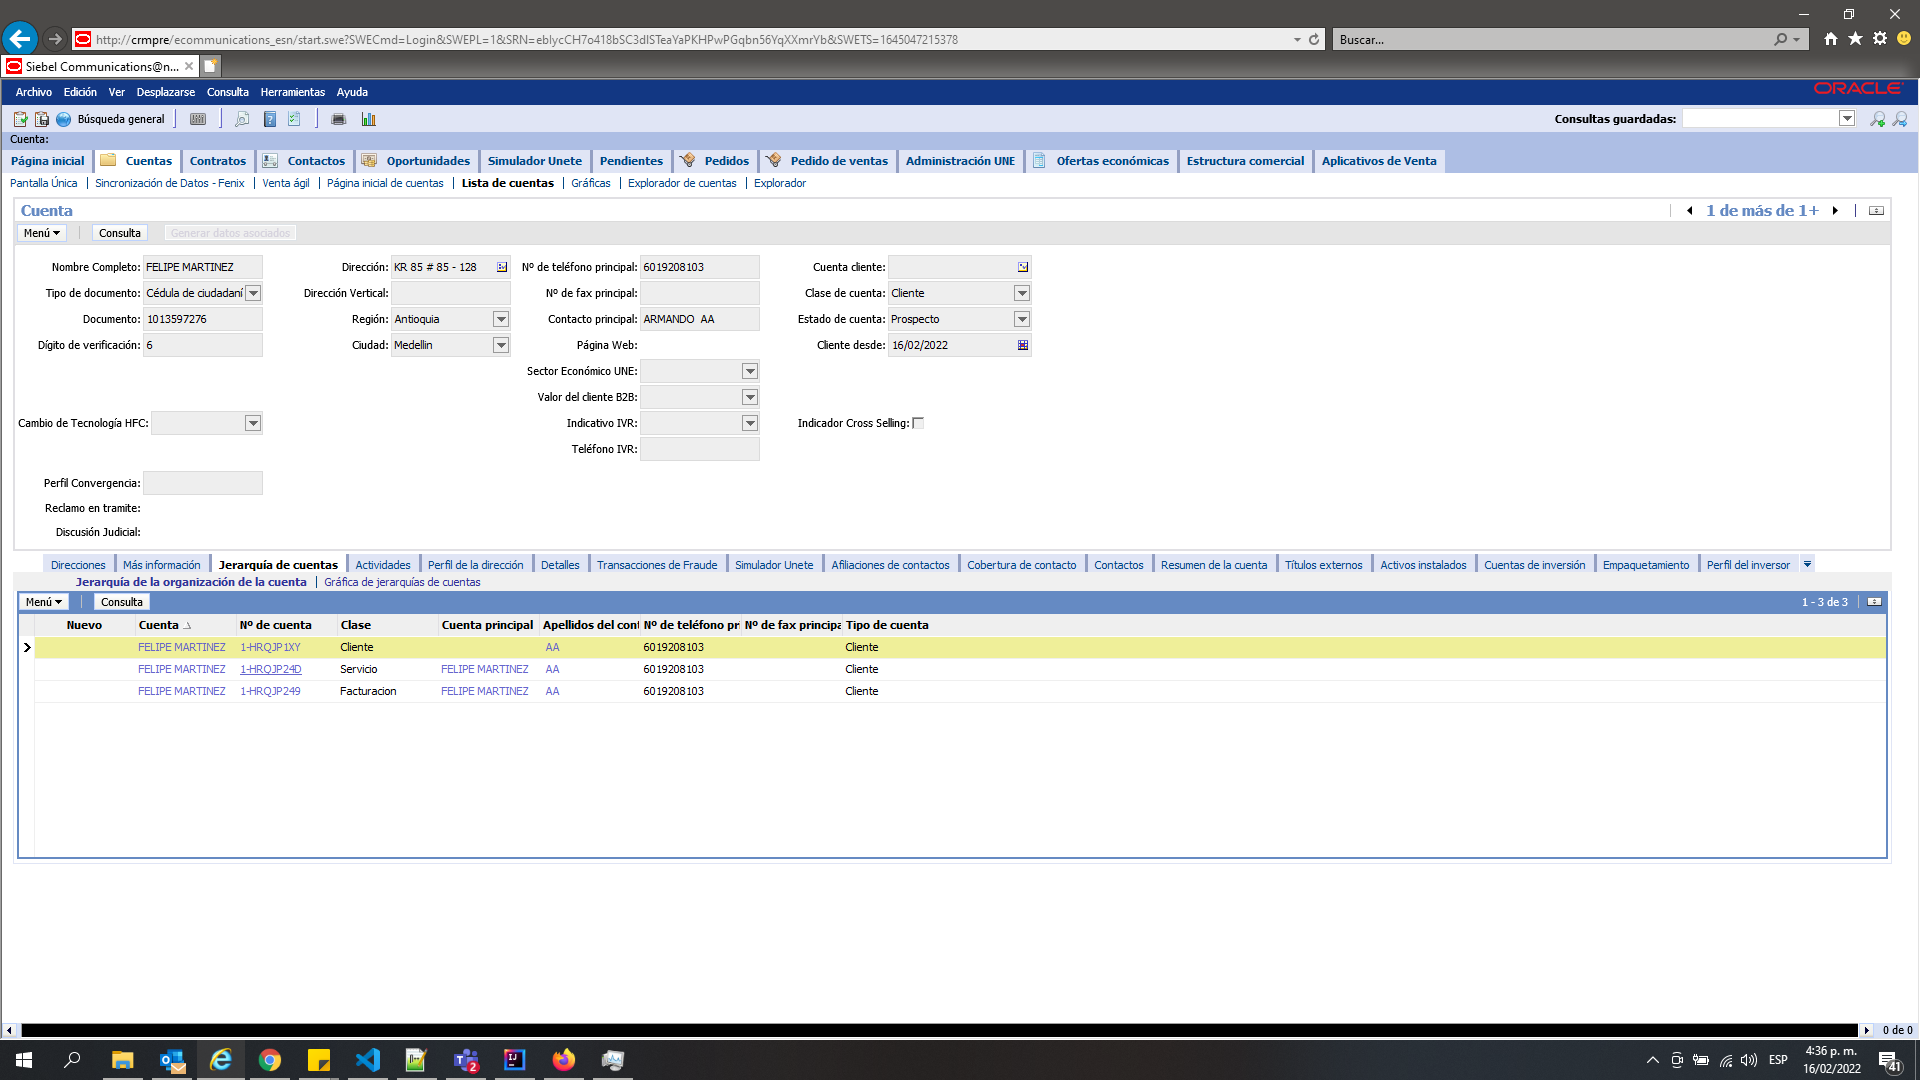 http://crmpre/ecommunications_esn/start.swe?SWECmd=Login&SWEPL=1&SRN=eblycCH7o418bSC3dISTeaYaPKHPwPGqbn56YqXXmrYb&SWETS=1645047215378
Buscar...
Siebel Communications@n...
Archivo Edición Ver Desplazarse Consulta Herramientas Ayuda
ORACLE
Búsqueda general
Consultas guardadas:
Cuenta:
Página inicial Cuentas Contratos Contactos Oportunidades Simulador Unete Pendientes Pedidos Pedido de ventas Administración UNE Ofertas económicas Estructura comercial Aplicativos de Venta
Pantalla Única Sincronización de Datos - Fenix Venta ágil Página inicial de cuentas Lista de cuentas Gráficas Explorador de cuentas Explorador
Cuenta
1 de más de 1+
Menú Consulta Generar datos asociados
Nombre Completo: FELIPE MARTINEZ Dirección: KR 85 # 85 - 128 Nº de teléfono principal: 6019208103 Cuenta cliente:
Tipo de documento: Cédula de ciudadaní Dirección Vertical: Nº de fax principal: Clase de cuenta: Cliente
Documento: 1013597276 Región: Antioquia Contacto principal: ARMANDO AA Estado de cuenta: Prospecto
Dígito de verificación: 6 Ciudad: Medellin Página Web: Cliente desde: 16/02/2022
Sector Económico UNE:
Valor del cliente B2B:
Cambio de Tecnología HFC: Indicativo IVR: Indicador Cross Selling:
Teléfono IVR:
Perfil Convergencia:
Reclamo en tramite:
Discusión Judicial:
Direcciones Más información Jerarquía de cuentas Actividades Perfil de la dirección Detalles Transacciones de Fraude Simulador Unete Afiliaciones de contactos Cobertura de contacto Contactos Resumen de la cuenta Títulos externos Activos instalados Cuentas de inversión Empaquetamiento Perfil del inversor
Jerarquía de la organización de la cuenta Gráfica de jerarquías de cuentas
Menú Consulta 1 - 3 de 3
Nuevo Cuenta Nº de cuenta Clase Cuenta principal Apellidos del cont Nº de teléfono pr Nº de fax principa Tipo de cuenta
FELIPE MARTINEZ 1-HRQJP1XY Cliente AA 6019208103 Cliente
FELIPE MARTINEZ 1-HRQJP24D Servicio FELIPE MARTINEZ AA 6019208103 Cliente
FELIPE MARTINEZ 1-HRQJP249 Facturacion FELIPE MARTINEZ AA 6019208103 Cliente
0 de 0
2
ESP
4:36 p. m.
16/02/2022
41